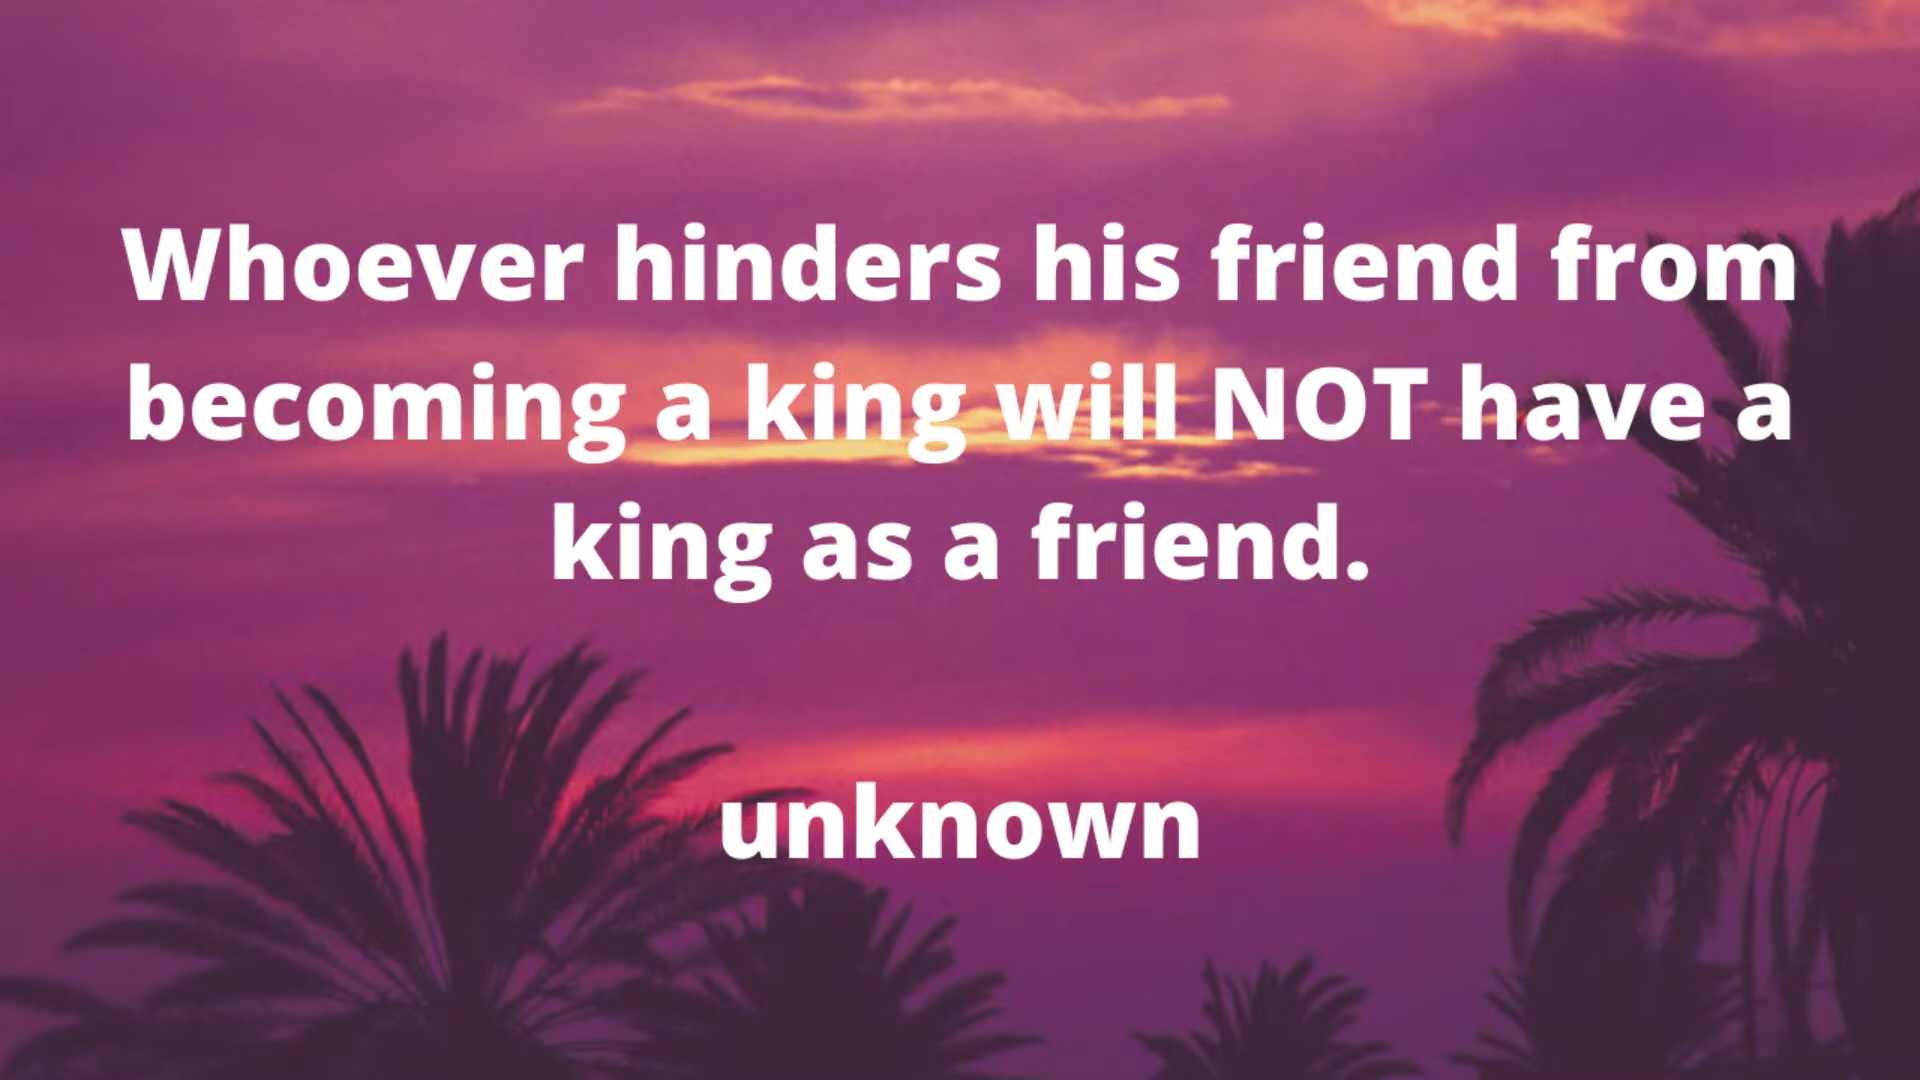 Whoever hinders his friend from
becoming a king will NOT have a
king as a friend.
unknown